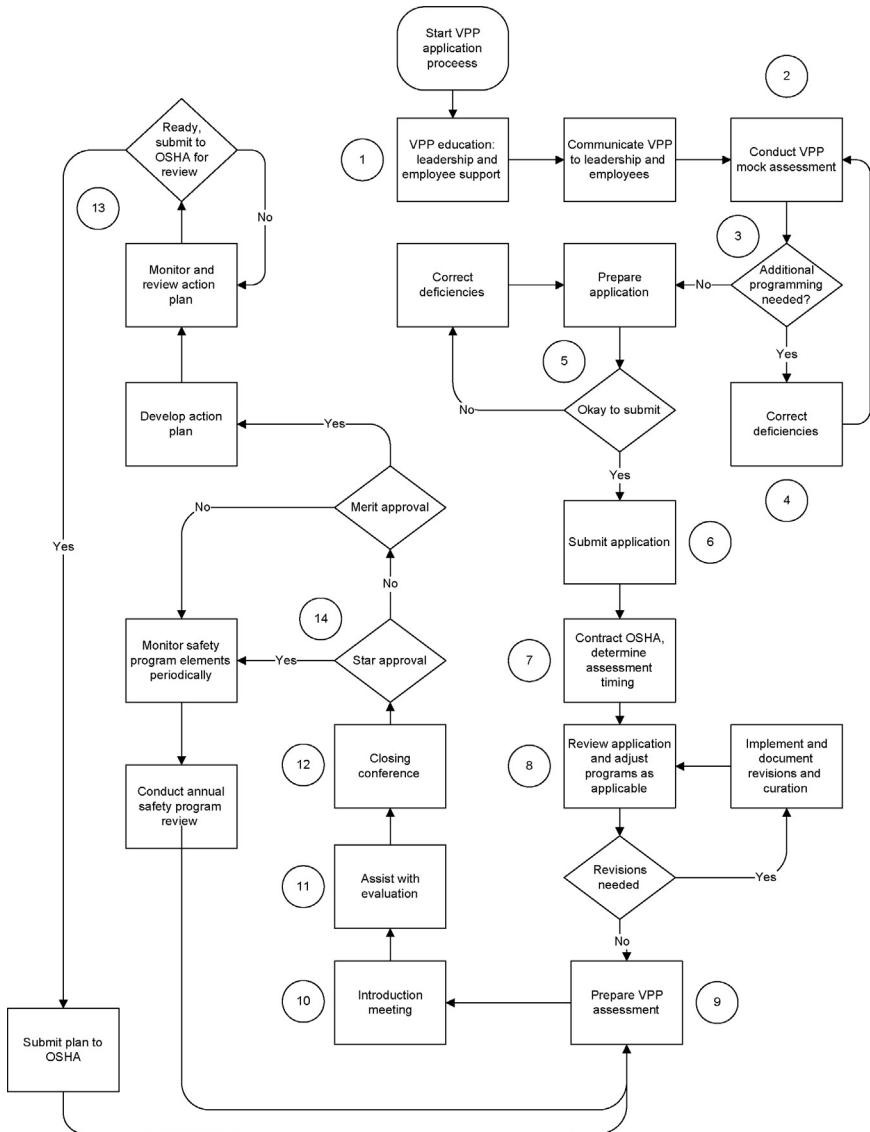 Start VPP
application
proceess
2
Ready,
submit to
OSHA for
review
1
VPP education:
leadership and
employee support
Communicate VPP
to leadership and
employees
Conduct VPP
mock assessment
13
No
3
Monitor and
review action
plan
Correct
deficiencies
Prepare
application
No
Additional
programming
needed?
5
Yes
Develop action
plan
Yes
No
Okay to submit
Correct
deficiencies
Yes
4
No
Merit approval
Submit application
6
Yes
No
14
Monitor safety
program elements
periodically
Yes
Star approval
7
Contract OSHA,
determine
assessment
timing
Conduct annual
safety program
review
12
Closing
conference
8
Review application
and adjust
programs as
applicable
Implement and
document
revisions and
curation
11
Assist with
evaluation
Revisions
needed
Yes
No
10
Introduction
meeting
Prepare VPP
assessment
9
Submit plan to
OSHA